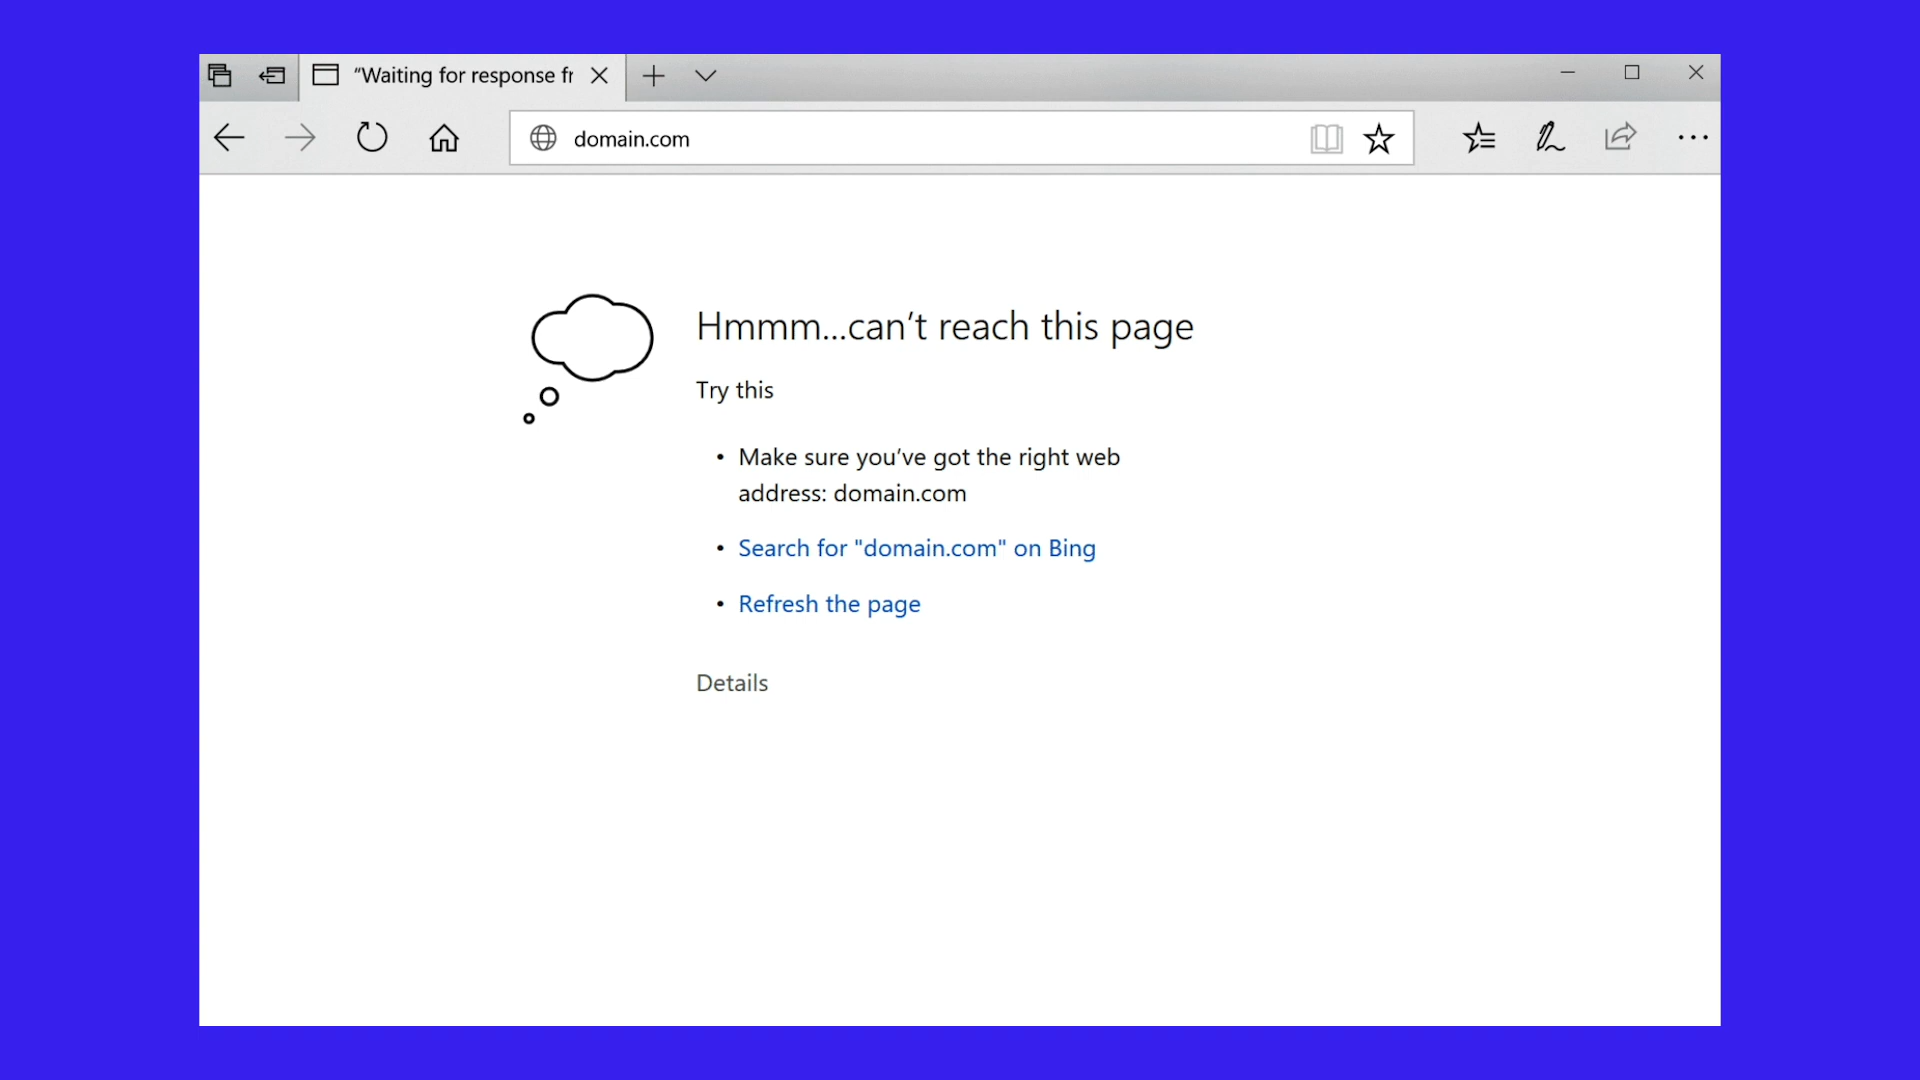 “Waiting for response fr
domain.com
Hmmm...can’t reach this page
Try this
• Make sure you’ve got the right web
address: domain.com
• Search for "domain.com" on Bing
• Refresh the page
Details